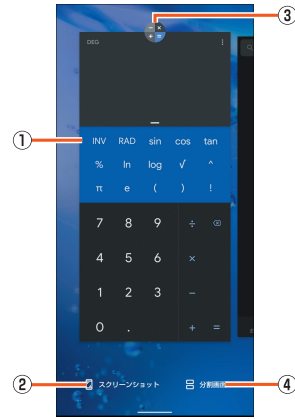 ③
DEG
①
INV RAD sin cos tan
% ln log √ ^
π e ( ) !
7 8 9 ÷
4 5 6 ×
1 2 3 −
0 . + =
② スクリーンショット 分割画面 ④